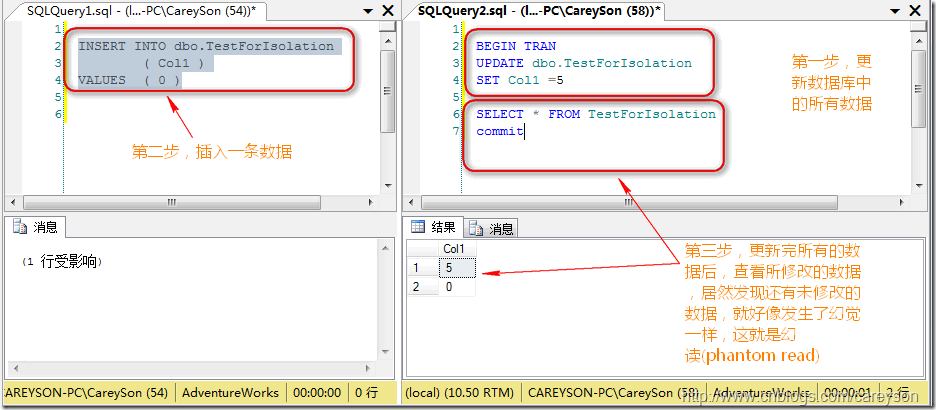 SQLQuery1.sql - (l...-PC\CareySon (54))*
1
2 INSERT INTO dbo.TestForIsolation
3 ( Col1 )
4 VALUES ( 0 )
5
6
第二步，插入一条数据
消息
(1 行受影响)
CAREYSON-PC\CareySon (54) AdventureWorks 00:00:00 0 行
SQLQuery2.sql - (l...-PC\CareySon (58))*
1
2 BEGIN TRAN
3 UPDATE dbo.TestForIsolation
4 SET Col1 =5
5
6 SELECT * FROM TestForIsolation
7 commit
第一步，更
新数据库中
的所有数据
结果 消息
Col1
1 5
2 0
第三步，更新完所有的数
据后，查看所修改的数据
，居然发现还有未修改的
数据，就好像发生了幻觉
一样，这就是幻
读(phantom read)
(local) (10.50 RTM) CAREYSON-PC\CareySon (58) AdventureWorks 00:00:01 2 行
http://www.cnblogs.com/careyson